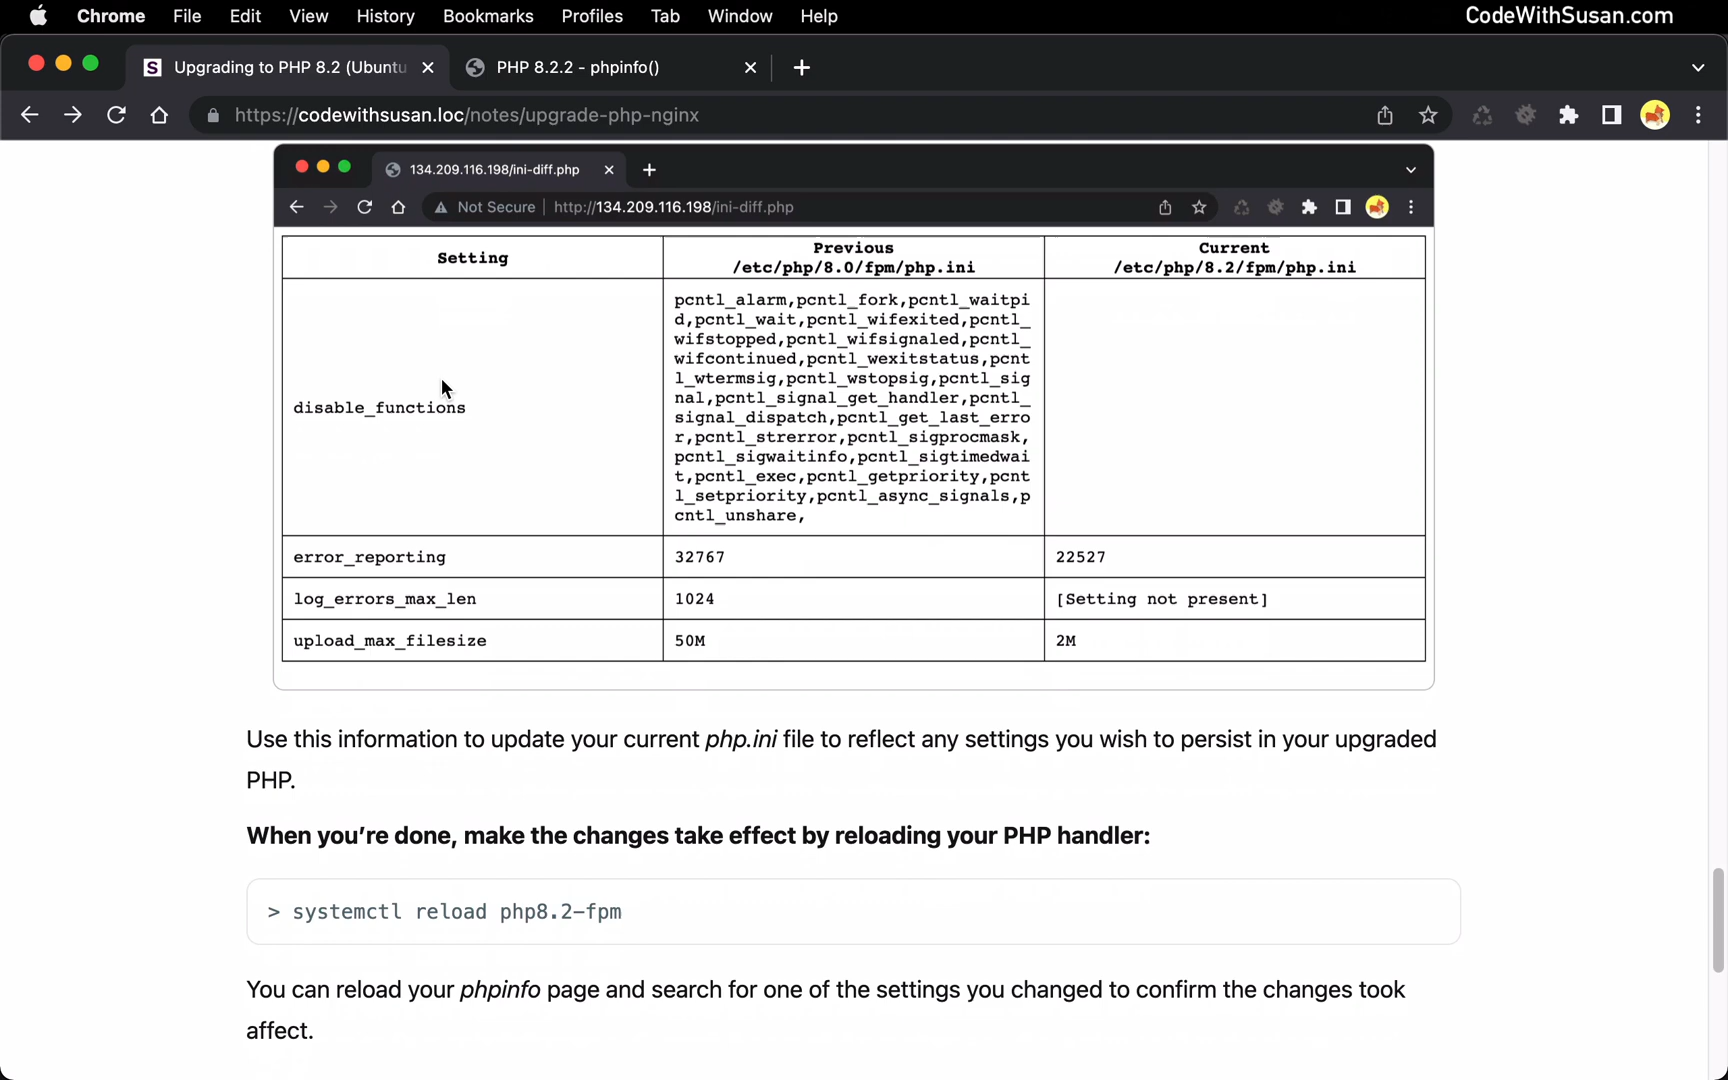 Chrome File Edit View History Bookmarks Profiles Tab Window Help CodeWithSusan.com
S Upgrading to PHP 8.2 (Ubuntu PHP 8.2.2 - phpinfo()
https://codewithsusan.loc/notes/upgrade-php-nginx
134.209.116.198/ini-diff.php
Not Secure | http://134.209.116.198/ini-diff.php
Setting
Previous
/etc/php/8.0/fpm/php.ini
Current
/etc/php/8.2/fpm/php.ini
disable_functions
pcntl_alarm,pcntl_fork,pcntl_waitpi
d,pcntl_wait,pcntl_wifexited,pcntl_
wifstopped,pcntl_wifsignaled,pcntl_
wifcontinued,pcntl_wexitstatus,pcnt
l_wtermsig,pcntl_wstopsig,pcntl_sig
nal,pcntl_signal_get_handler,pcntl_
signal_dispatch,pcntl_get_last_erro
r,pcntl_strerror,pcntl_sigprocmask,
pcntl_sigwaitinfo,pcntl_sigtimedwai
t,pcntl_exec,pcntl_getpriority,pcnt
l_setpriority,pcntl_async_signals,p
cntl_unshare,
error_reporting 32767 22527
log_errors_max_len 1024 [Setting not present]
upload_max_filesize 50M 2M
Use this information to update your current php.ini file to reflect any settings you wish to persist in your upgraded
PHP.
When you’re done, make the changes take effect by reloading your PHP handler:
> systemctl reload php8.2-fpm
You can reload your phpinfo page and search for one of the settings you changed to confirm the changes took
affect.